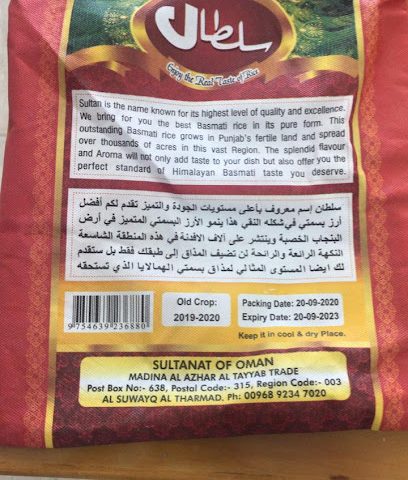 سلطان
Enjoy the Real Taste of Rice
Sultan is the name known for its highest level of quality and excellence.
We bring for you the best Basmati rice in its pure form. This
outstanding Basmati rice grows in Punjab's fertile land and spread
over thousands of acres in this vast Region. The splendid flavour
and Aroma will not only add taste to your dish but also offer you the
perfect standard of Himalayan Basmati taste you deserve.
سلطان إسم معروف بأعلى مستويات الجودة والتميز تقدم لكم أفضل
أرز بسمتي في شكله النقي هذا ينمو الأرز البسمتي المتميز في أرض
البنجاب الخصبة وينتشر على آلاف الأفدنة في هذه المنطقة الشاسعة
النكهة الرائعة والرائحة لن تضيف المذاق إلى طبقك فقط بل ستقدم
لك ايضا المستوى المثالي لمذاق بسمتي الهمالايا الذي تستحقه
Old Crop:
2019-2020
Packing Date: 20-09-2020
Expiry Date: 20-09-2023
9 754639 236880
Keep it in cool & dry Place.
SULTANAT OF OMAN
MADINA AL AZHAR AL TAYYAB TRADE
Post Box No:- 638, Postal Code:- 315, Region Code:- 003
AL SUWAYQ AL THARMAD. Ph: 00968 9234 7020